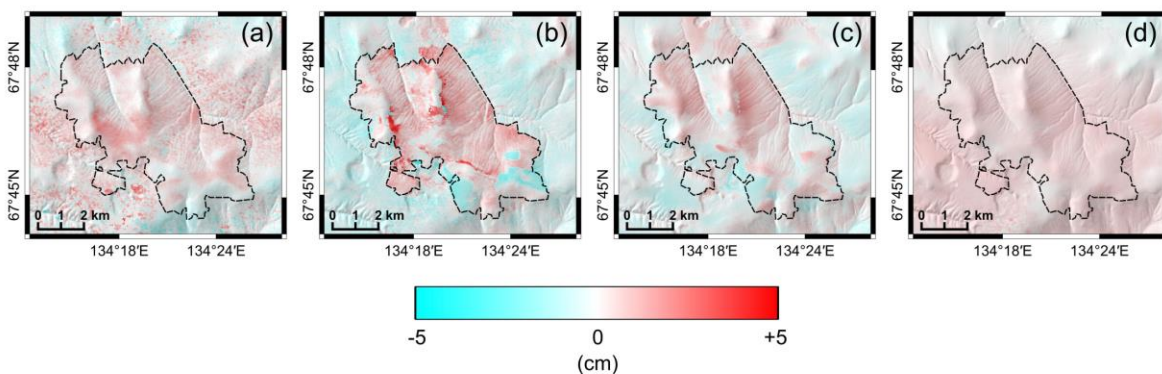 (a) (b) (c) (d)
67°48'N 67°48'N 67°48'N 67°48'N
67°45'N 67°45'N 67°45'N 67°45'N
0 1 2 km 0 1 2 km 0 1 2 km 0 1 2 km
134°18'E 134°24'E 134°18'E 134°24'E 134°18'E 134°24'E 134°18'E 134°24'E
-5 0 +5
(cm)